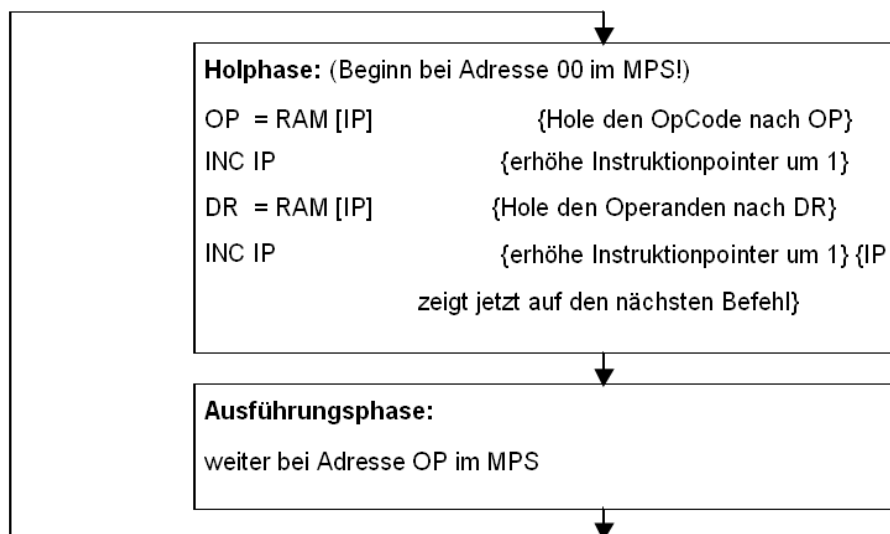 Holphase: (Beginn bei Adresse 00 im MPS!)
OP = RAM [IP] {Hole den OpCode nach OP}
INC IP {erhöhe Instruktionpointer um 1}
DR = RAM [IP] {Hole den Operanden nach DR}
INC IP {erhöhe Instruktionpointer um 1} {IP
zeigt jetzt auf den nächsten Befehl}
Ausführungsphase:
weiter bei Adresse OP im MPS